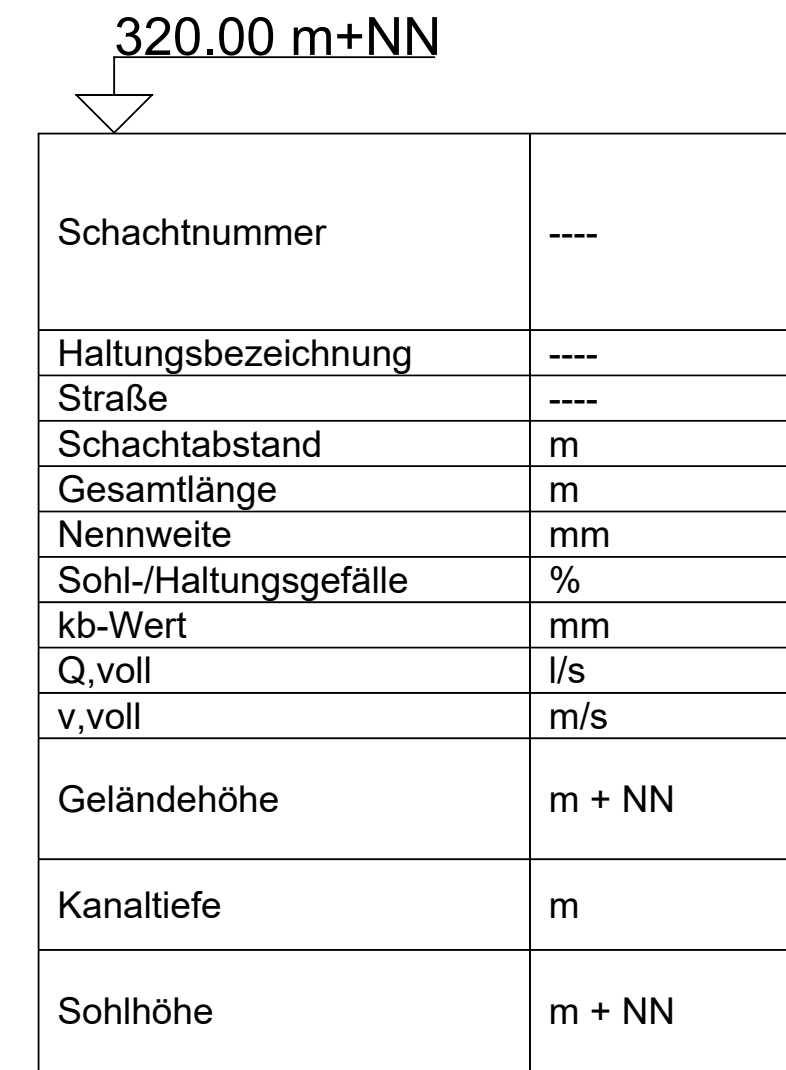 320.00 m+NN
Schachtnummer ----
Haltungsbezeichnung ----
Straße ----
Schachtabstand m
Gesamtlänge m
Nennweite mm
Sohl-/Haltungsgefälle %
kb-Wert mm
Q,voll l/s
v,voll m/s
Geländehöhe m + NN
Kanaltiefe m
Sohlhöhe m + NN